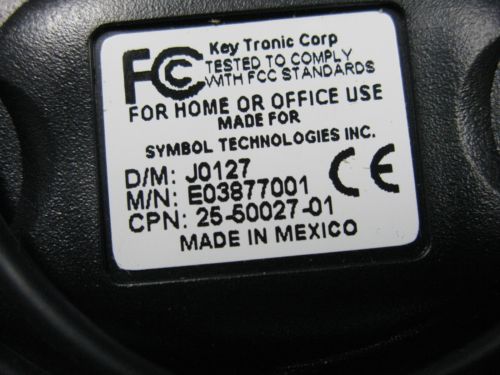 FCC Key Tronic Corp
TESTED TO COMPLY
WITH FCC STANDARDS
FOR HOME OR OFFICE USE
MADE FOR
SYMBOL TECHNOLOGIES INC.
D/M: J0127
M/N: E03877001
CPN: 25-50027-01
CE
MADE IN MEXICO